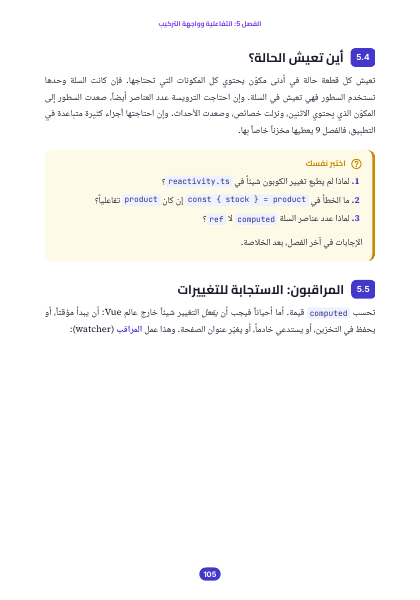 الفصل 5: التفاعلية وواجهة التركيب
5.4 أين تعيش الحالة؟
تعيش كل قطعة حالة في أدنى مكوّن يحتوي كل المكونات التي تحتاجها. فإن كانت السلة وحدها
تستخدم السطور فهي تعيش في السلة. وإن احتاجت الترويسة عدد العناصر أيضاً، صعدت السطور إلى
المكوّن الذي يحتوي الاثنين، ونزلت خصائص، وصعدت الأحداث. وإن احتاجتها أجزاء كثيرة متباعدة في
التطبيق، فالفصل 9 يعطيها مخزناً خاصاً بها.
اختبر نفسك
1. لماذا لم يطبع تغيير الكوبون شيئاً في reactivity.ts ؟
2. ما الخطأ في const { stock } = product إن كان product تفاعلياً؟
3. لماذا عدد عناصر السلة computed لا ref ؟
الإجابات في آخر الفصل، بعد الخلاصة.
5.5 المراقبون: الاستجابة للتغييرات
تحسب computed قيمة. أما أحياناً فيجب أن يفعل التغيير شيئاً خارج عالم Vue: أن يبدأ مؤقتاً، أو
يحفظ في التخزين، أو يستدعي خادماً، أو يغيّر عنوان الصفحة. وهذا عمل المراقب (watcher):
105